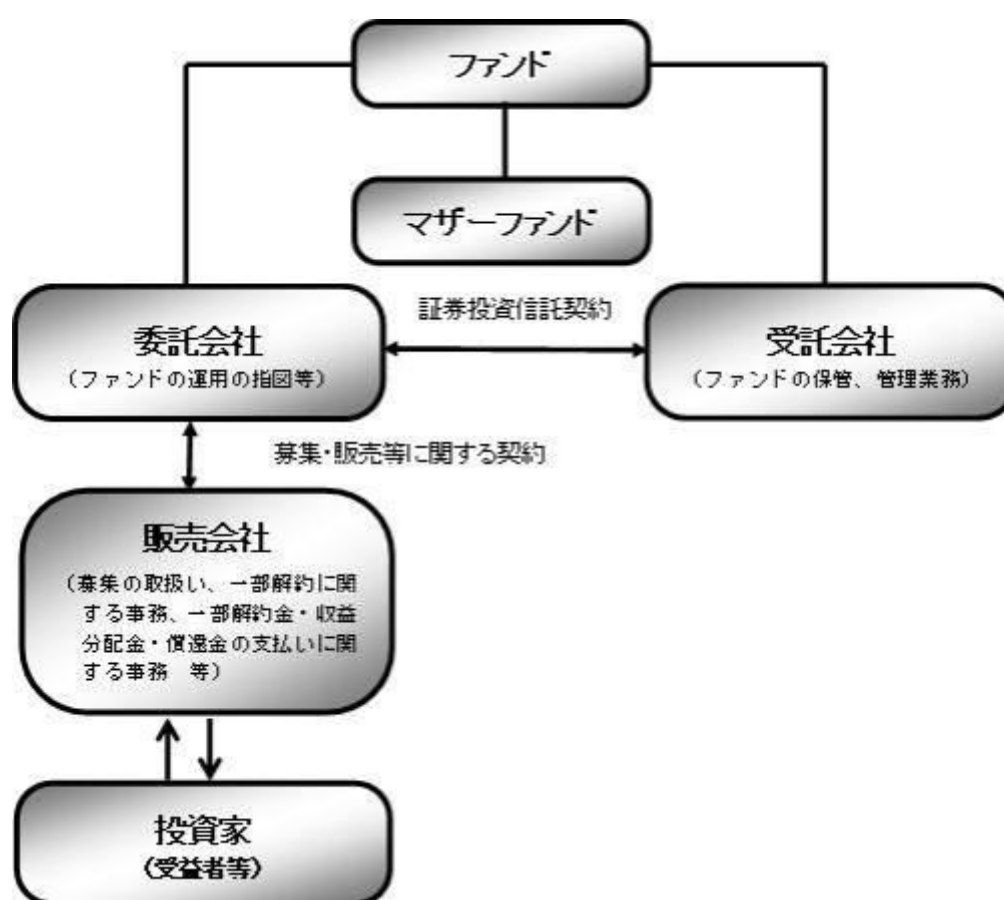 ファンド
マザーファンド
証券投資信託契約
委託会社
（ファンドの運用の指図等）
受託会社
（ファンドの保管、管理業務）
募集・販売等に関する契約
販売会社
（募集の取扱い、一部解約に関
する事務、一部解約金・収益
分配金・償還金の支払いに関
する事務　等）
投資家
（受益者等）